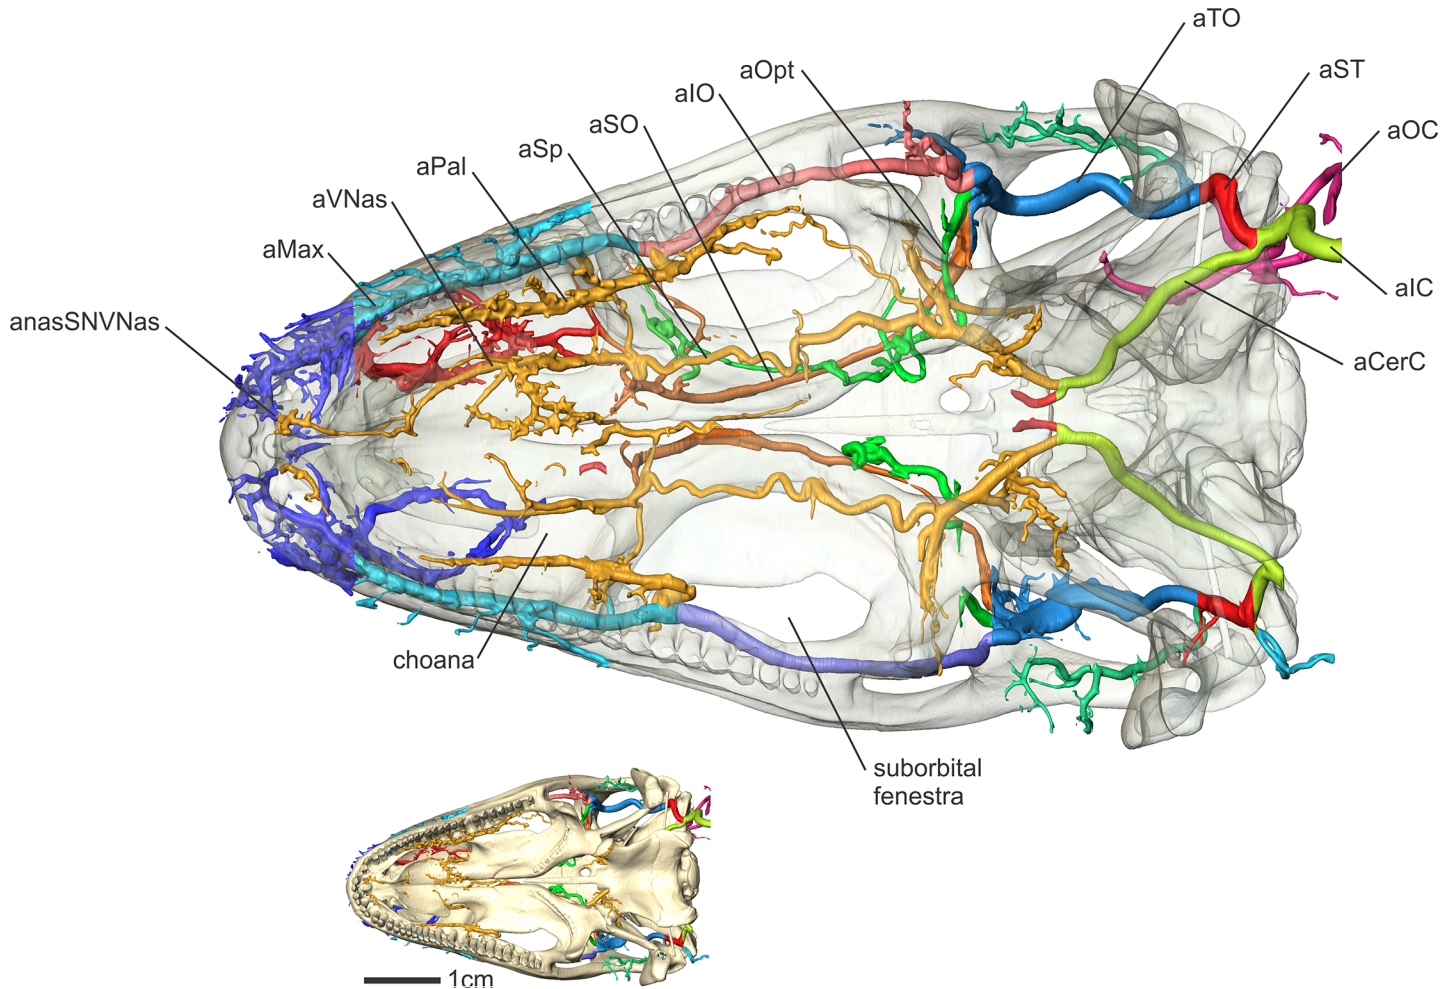 aTO
aST
aOpt
aIO
aOC
aSO
aSp
aPal
aVNas
aMax
aIC
anasSNVNas
aCerC
choana
suborbital
fenestra
1cm